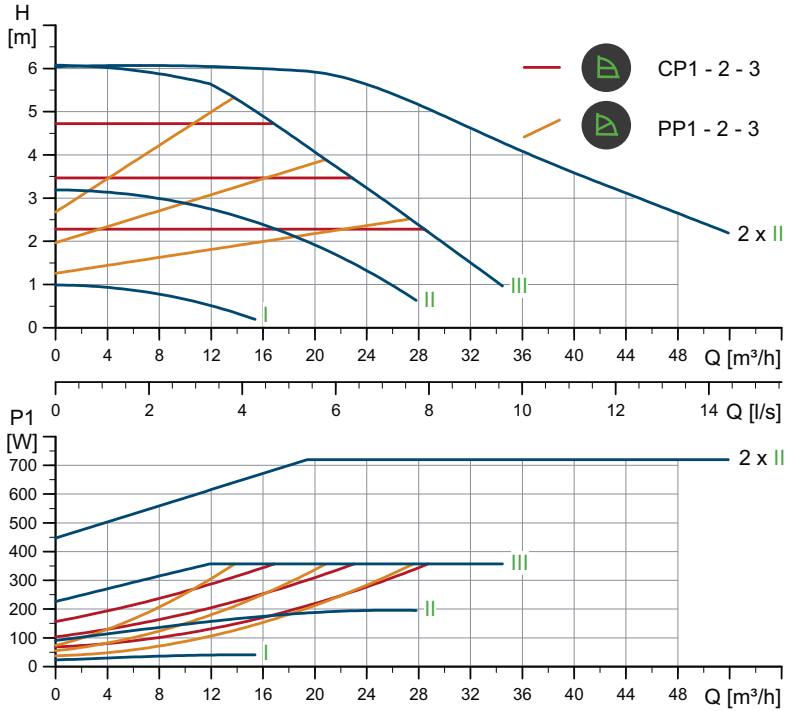 H
[m]
6
5
4
3
2
1
0
CP1 - 2 - 3
PP1 - 2 - 3
2 x II
III
II
I
0 4 8 12 16 20 24 28 32 36 40 44 48 Q [m³/h]
0 2 4 6 8 10 12 14 Q [l/s]
P1
[W]
700
600
500
400
300
200
100
0
2 x II
III
II
I
0 4 8 12 16 20 24 28 32 36 40 44 48 Q [m³/h]